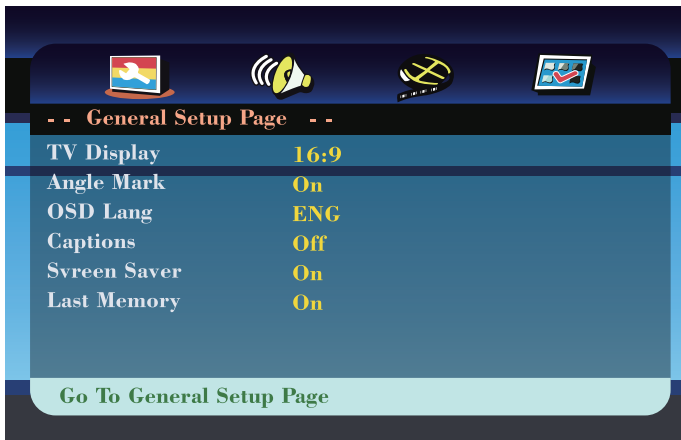 - - General Setup Page - -
TV Display 16:9
Angle Mark On
OSD Lang ENG
Captions Off
Svreen Saver On
Last Memory On
Go To General Setup Page